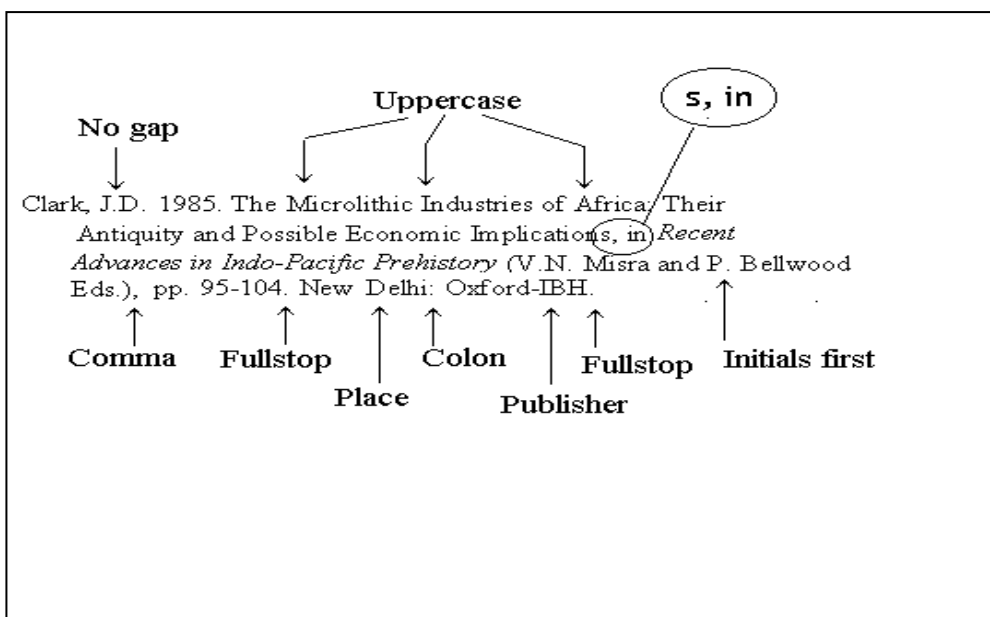 s, in
Uppercase
No gap
Clark, J.D. 1985. The Microlithic Industries of Africa: Their
Antiquity and Possible Economic Implications, in Recent
Advances in Indo-Pacific Prehistory (V.N. Misra and P. Bellwood
Eds.), pp. 95-104. New Delhi: Oxford-IBH.
Comma Fullstop Colon Fullstop Initials first
Place Publisher